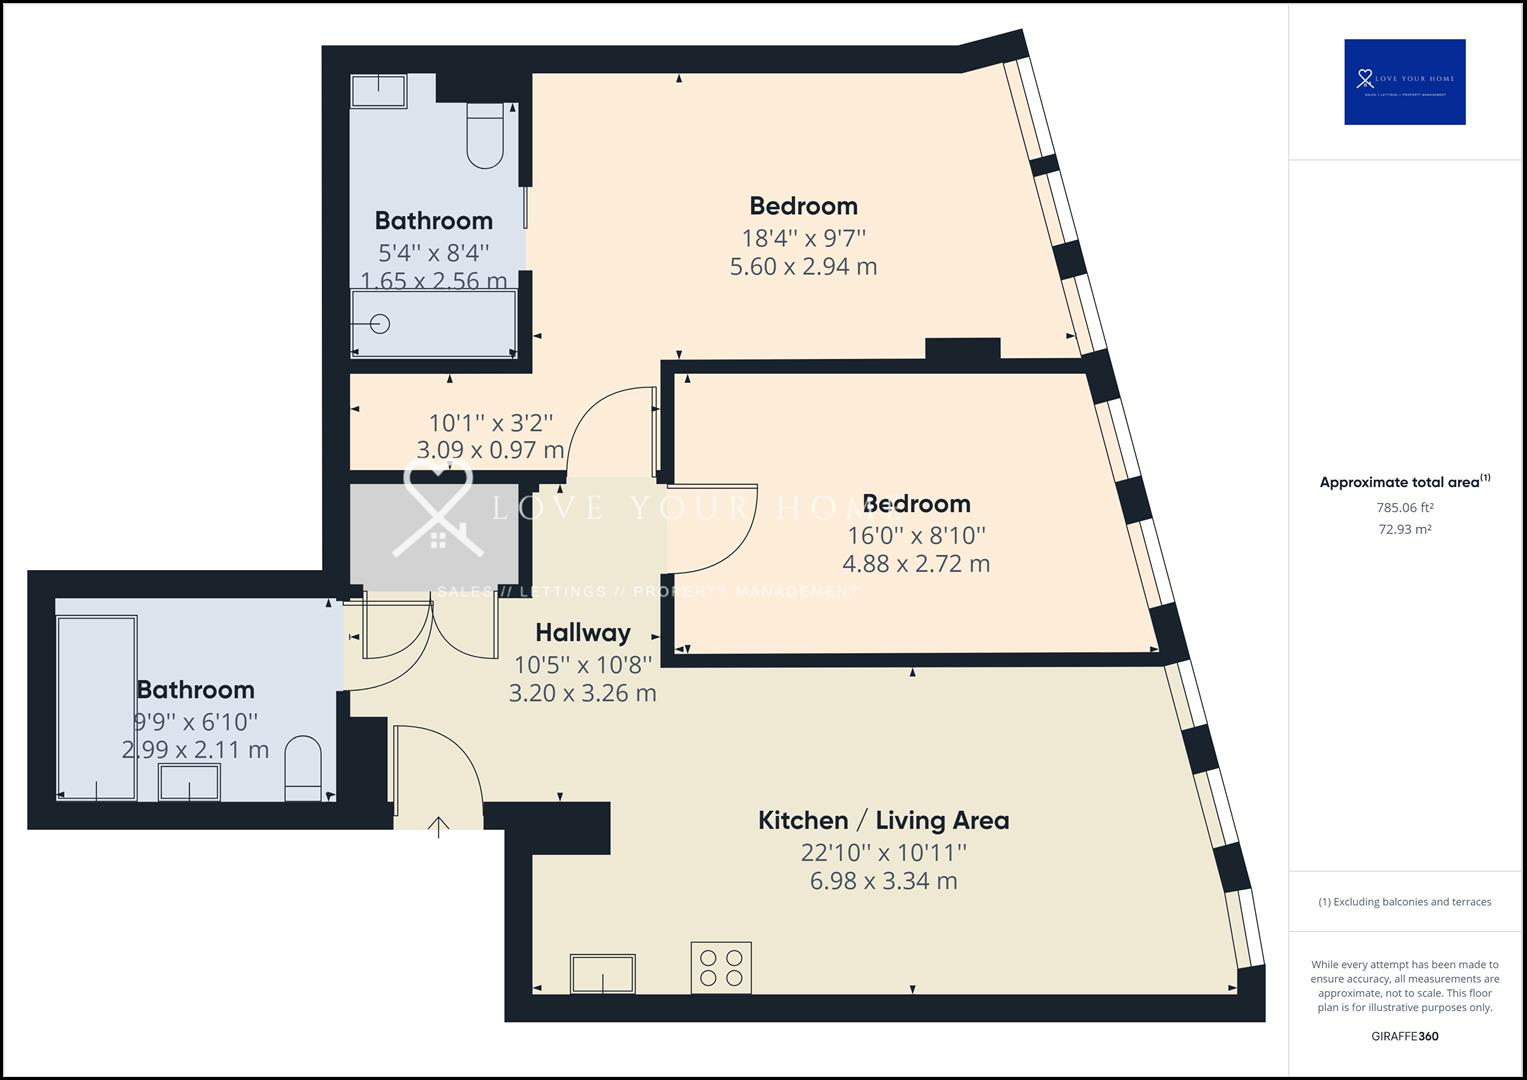 Bathroom
5'4'' x 8'4''
1.65 x 2.56 m
Bedroom
18'4'' x 9'7''
5.60 x 2.94 m
10'1'' x 3'2''
3.09 x 0.97 m
LOVE YOUR HOME
SALES // LETTINGS // PROPERTY MANAGEMENT
Bedroom
16'0'' x 8'10''
4.88 x 2.72 m
Hallway
10'5'' x 10'8''
3.20 x 3.26 m
Bathroom
9'9'' x 6'10''
2.99 x 2.11 m
Kitchen / Living Area
22'10'' x 10'11''
6.98 x 3.34 m
LOVE YOUR HOME
SALES // LETTINGS // PROPERTY MANAGEMENT
Approximate total area(1)
785.06 ft²
72.93 m²
(1) Excluding balconies and terraces
While every attempt has been made to
ensure accuracy, all measurements are
approximate, not to scale. This floor
plan is for illustrative purposes only.
GIRAFFE360